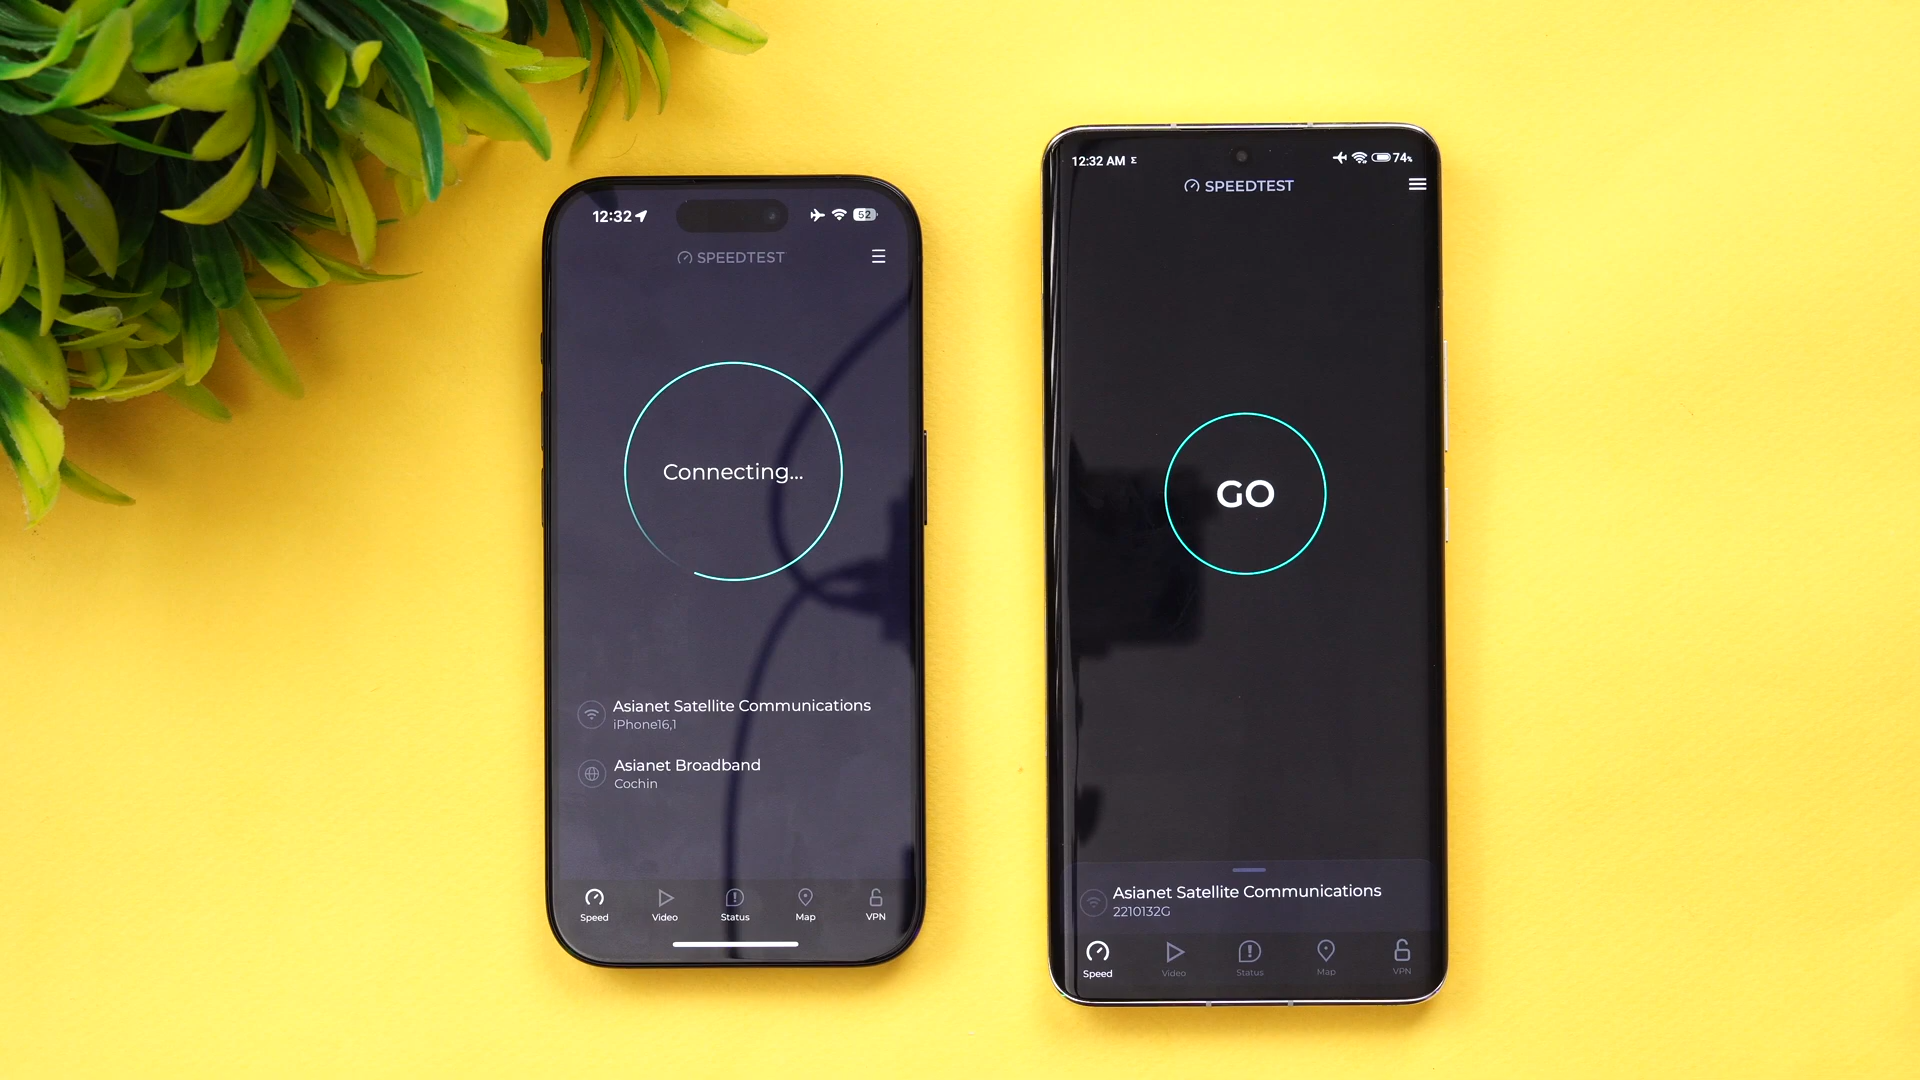 12:32
52
SPEEDTEST
Connecting...
Asianet Satellite Communications
iPhone16,1
Asianet Broadband
Cochin
Speed
Video
Status
Map
VPN
12:32 AM Σ
74%
SPEEDTEST
GO
Asianet Satellite Communications
2210132G
Speed
Video
Status
Map
VPN